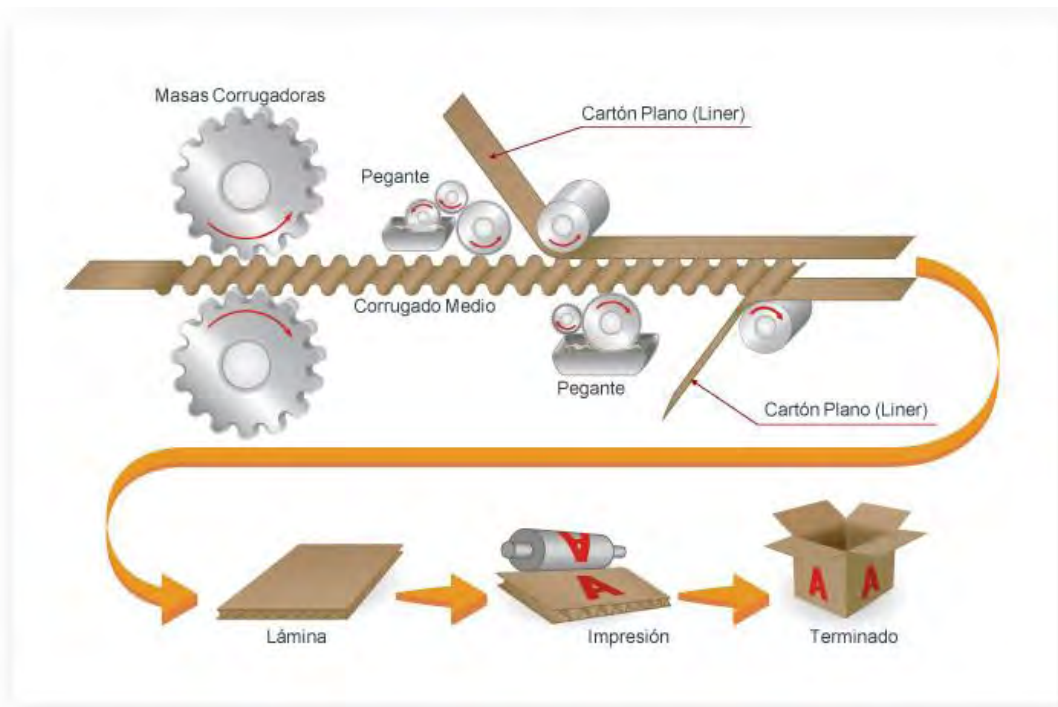 Masas Corrugadoras
Cartón Plano (Liner)
Pegante
Corrugado Medio
Pegante
Cartón Plano (Liner)
A
A
A
A
Lámina
Impresión
Terminado